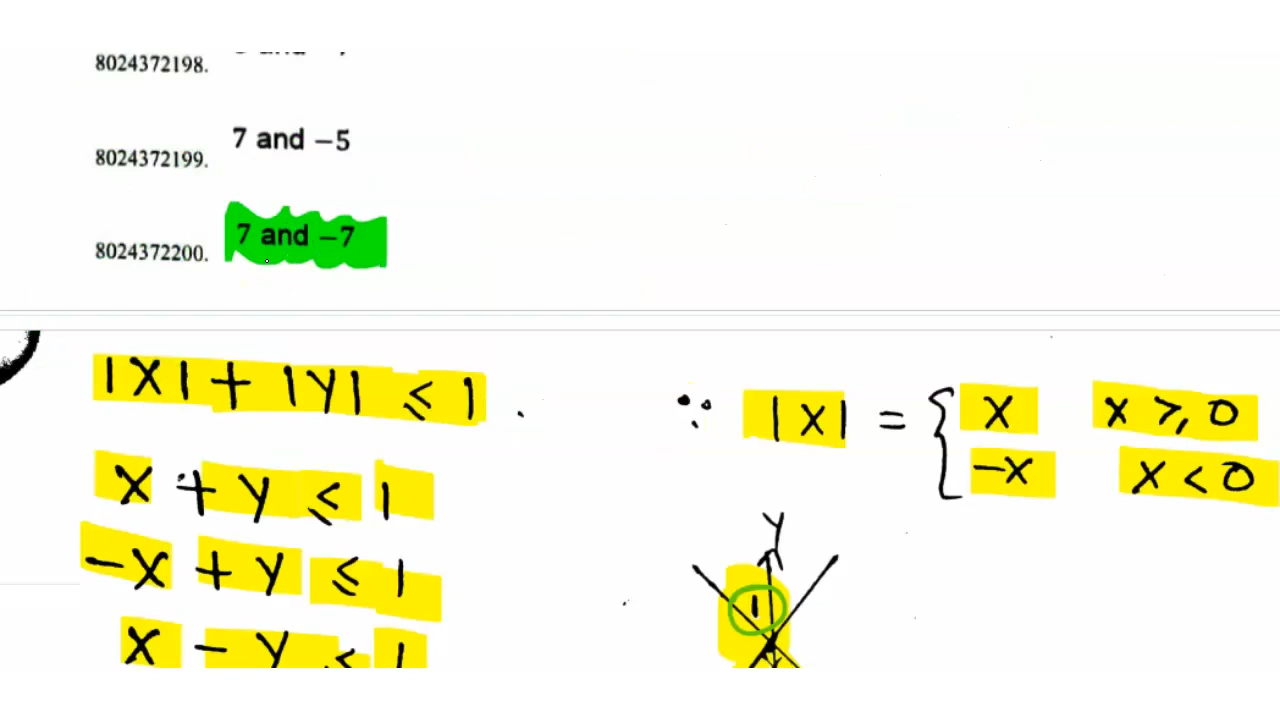 8024372198.
7 and −5
8024372199.
7 and −7
8024372200.
|X| + |Y| ≤ 1 .
∵ |X| = { X X ≥ 0
-X X < 0
X + Y ≤ 1
-X + Y ≤ 1
X - Y ≤ 1
Y
1